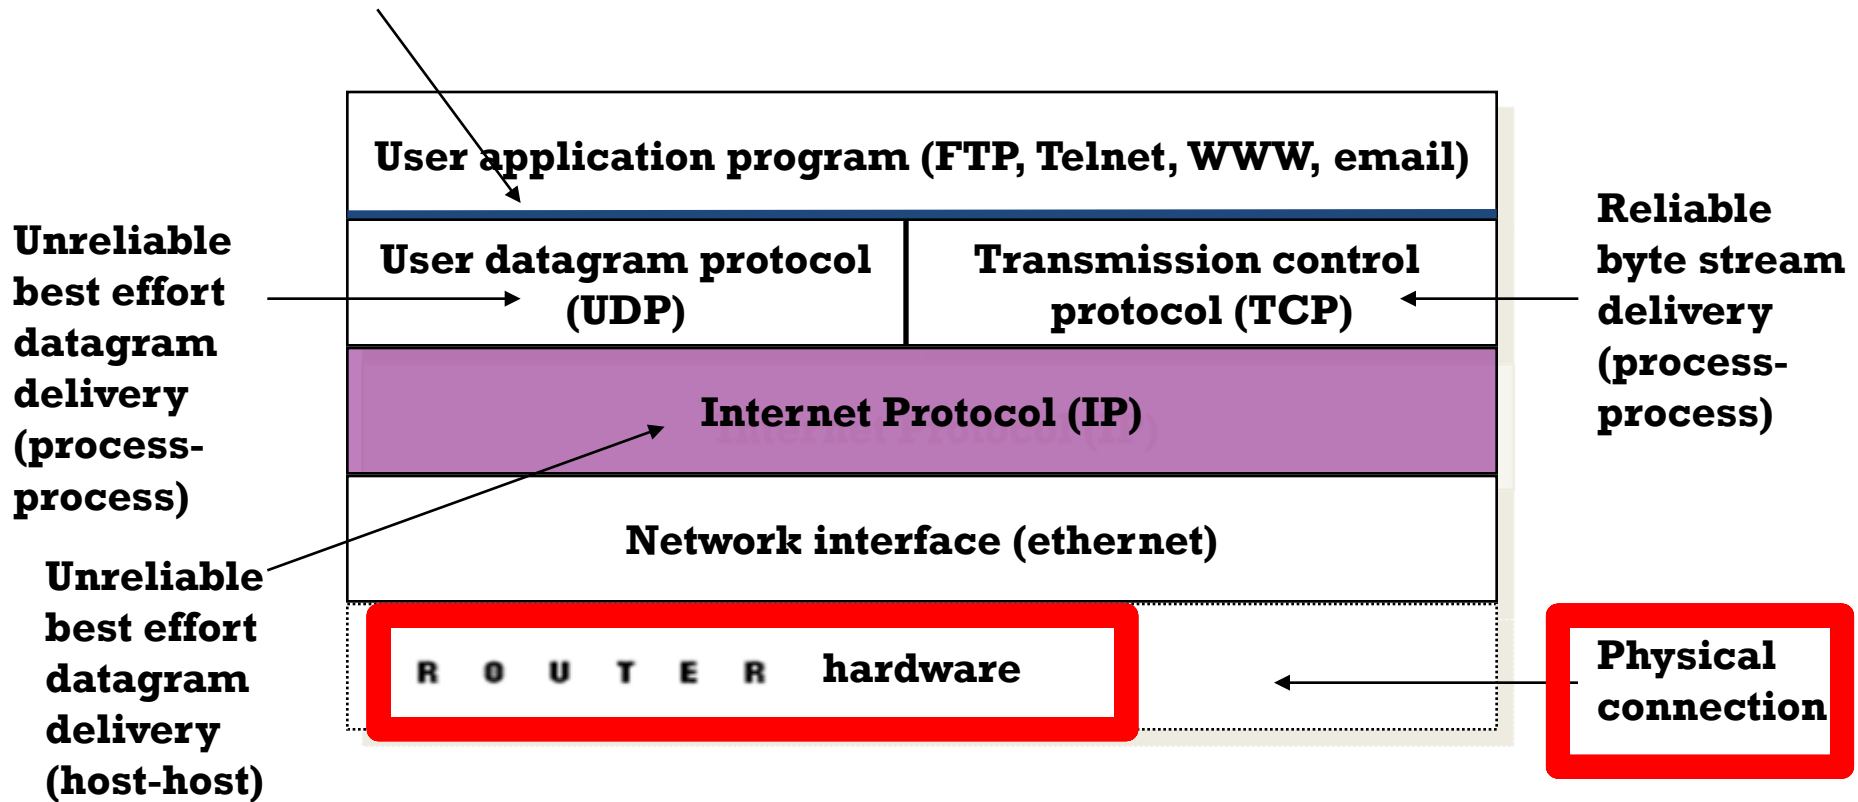 User application program (FTP, Telnet, WWW, email)
Unreliable
best effort
datagram
delivery
(process-
process)
User datagram protocol
(UDP)
Transmission control
protocol (TCP)
Reliable
byte stream
delivery
(process-
process)
Internet Protocol (IP)
Network interface (ethernet)
Unreliable
best effort
datagram
delivery
(host-host)
ROUTER hardware
Physical
connection